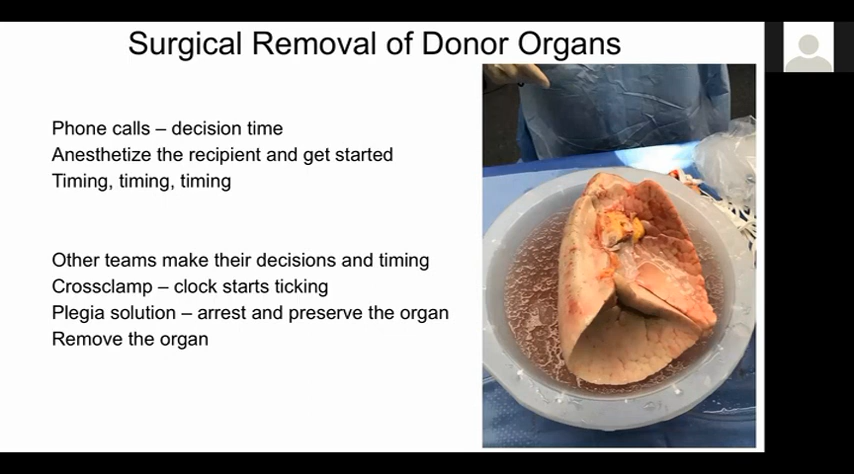 Surgical Removal of Donor Organs
Phone calls – decision time
Anesthetize the recipient and get started
Timing, timing, timing
Other teams make their decisions and timing
Crossclamp – clock starts ticking
Plegia solution – arrest and preserve the organ
Remove the organ